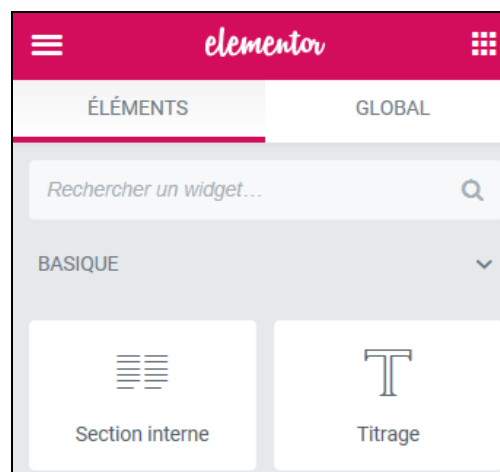 elementor
ÉLÉMENTS GLOBAL
Rechercher un widget...
BASIQUE
Section interne Titrage